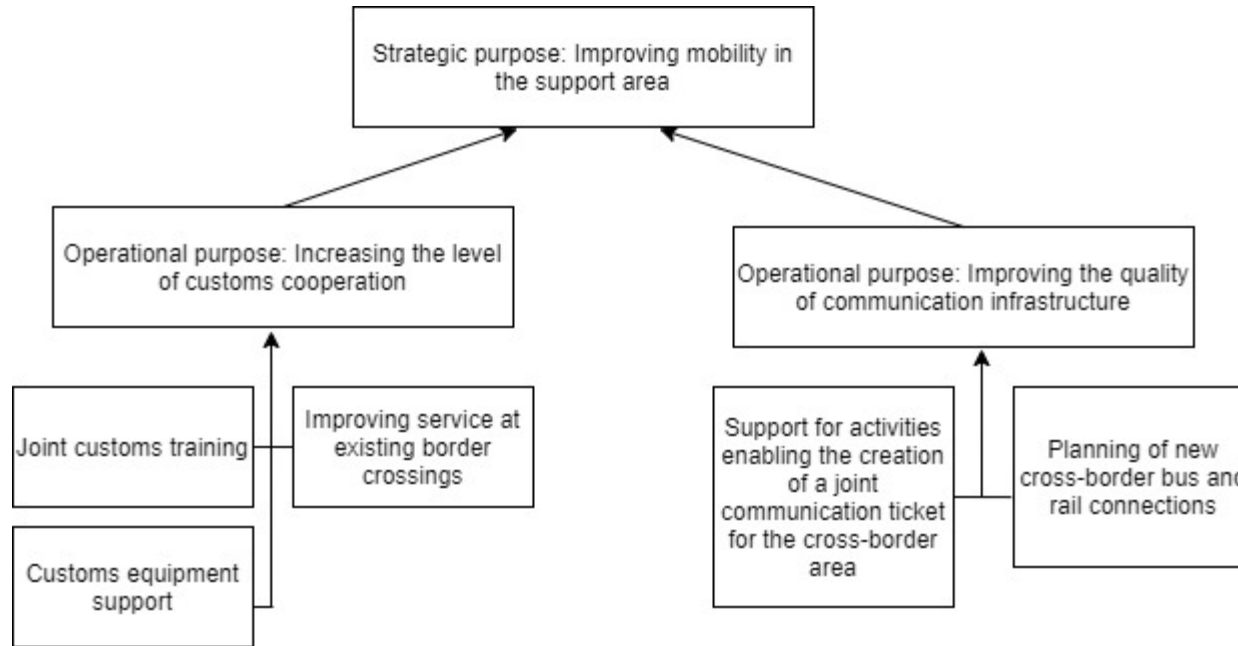 Strategic purpose: Improving mobility in
the support area
Operational purpose: Increasing the level
of customs cooperation
Operational purpose: Improving the quality
of communication infrastructure
Joint customs training
Improving service at
existing border
crossings
Customs equipment
support
Support for activities
enabling the creation
of a joint
communication ticket
for the cross-border
area
Planning of new
cross-border bus and
rail connections